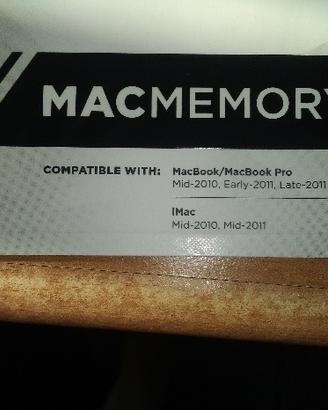 MACMEMORY
COMPATIBLE WITH: MacBook/MacBook Pro
Mid-2010, Early-2011, Late-2011
iMac
Mid-2010, Mid-2011